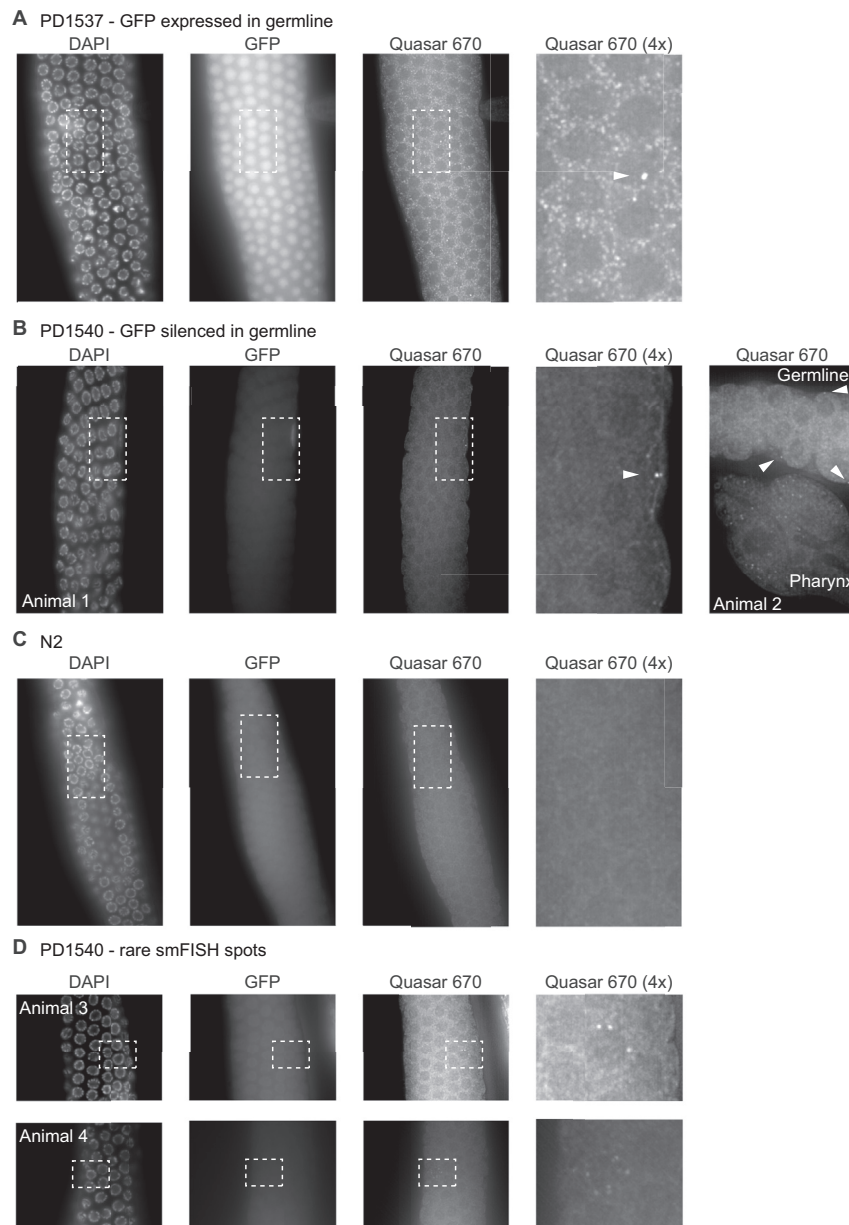 A PD1537 - GFP expressed in germline
DAPI GFP Quasar 670 Quasar 670 (4x)
B PD1540 - GFP silenced in germline
DAPI GFP Quasar 670 Quasar 670 (4x) Quasar 670
Germline
Pharynx
Animal 1 Animal 2
C N2
DAPI GFP Quasar 670 Quasar 670 (4x)
D PD1540 - rare smFISH spots
DAPI GFP Quasar 670 Quasar 670 (4x)
Animal 3
Animal 4